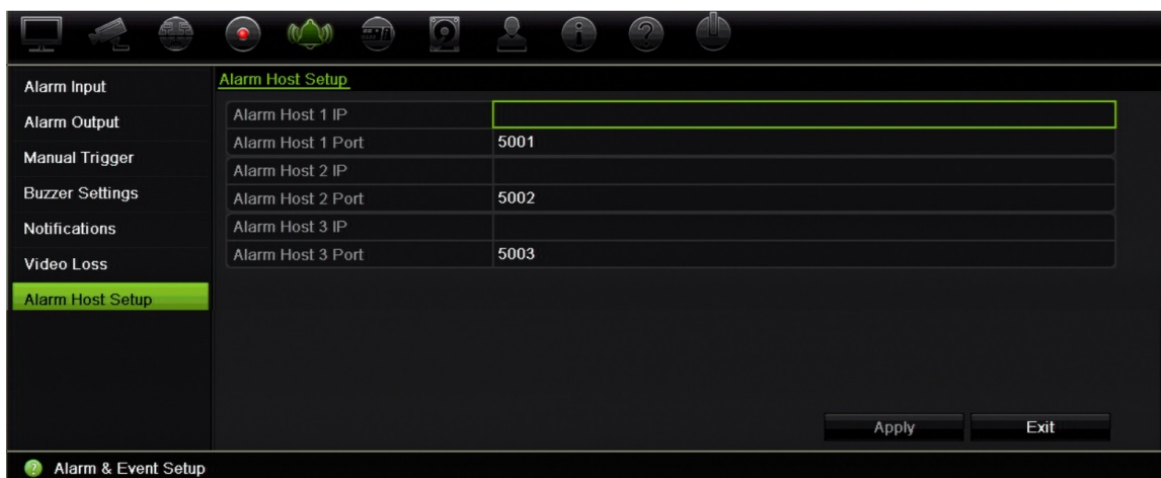 Alarm Input
Alarm Output
Manual Trigger
Buzzer Settings
Notifications
Video Loss
Alarm Host Setup
Alarm Host Setup
Alarm Host 1 IP
Alarm Host 1 Port 5001
Alarm Host 2 IP
Alarm Host 2 Port 5002
Alarm Host 3 IP
Alarm Host 3 Port 5003
Apply Exit
Alarm & Event Setup